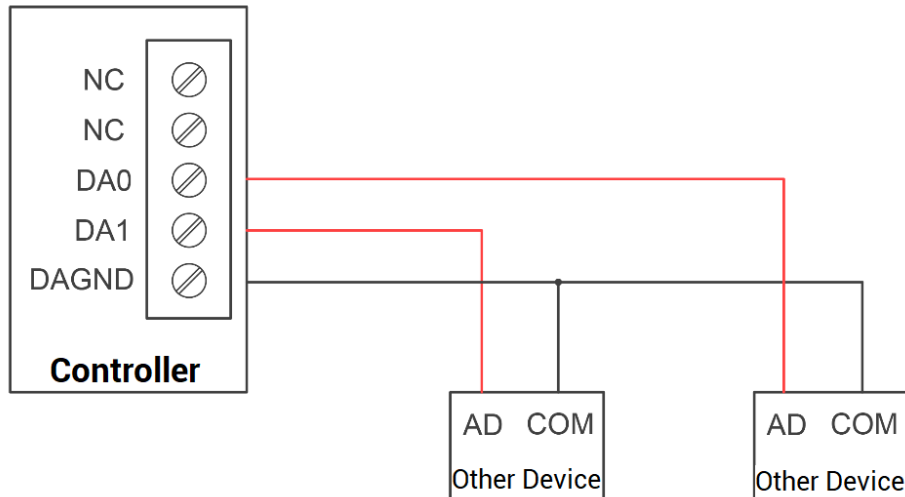 NC
NC
DA0
DA1
DAGND
Controller
AD COM
Other Device
AD COM
Other Device